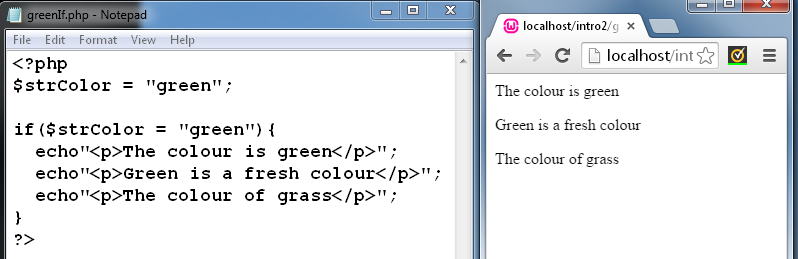 greenIf.php - Notepad
File Edit Format View Help
<?php
$strColor = "green";
if($strColor = "green"){
echo"<p>The colour is green</p>";
echo"<p>Green is a fresh colour</p>";
echo"<p>The colour of grass</p>";
}
?>
localhost/intro2/g
localhost/int
The colour is green
Green is a fresh colour
The colour of grass